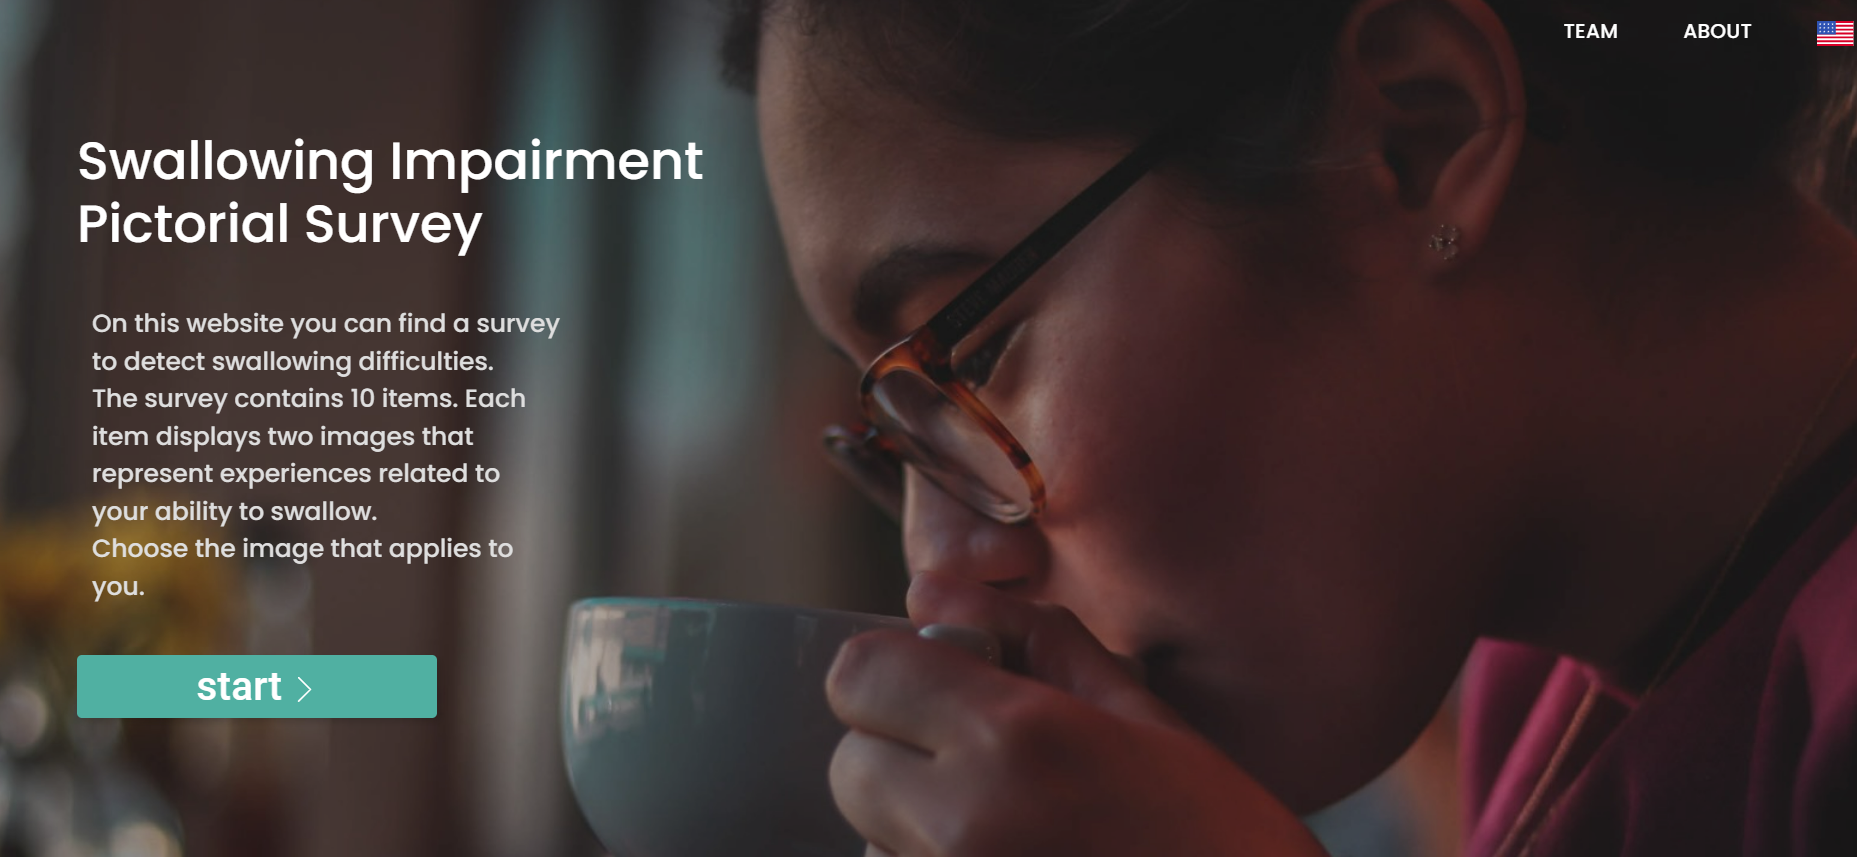 TEAM
ABOUT
Swallowing Impairment
Pictorial Survey
On this website you can find a survey
to detect swallowing difficulties.
The survey contains 10 items. Each
item displays two images that
represent experiences related to
your ability to swallow.
Choose the image that applies to
you.
start